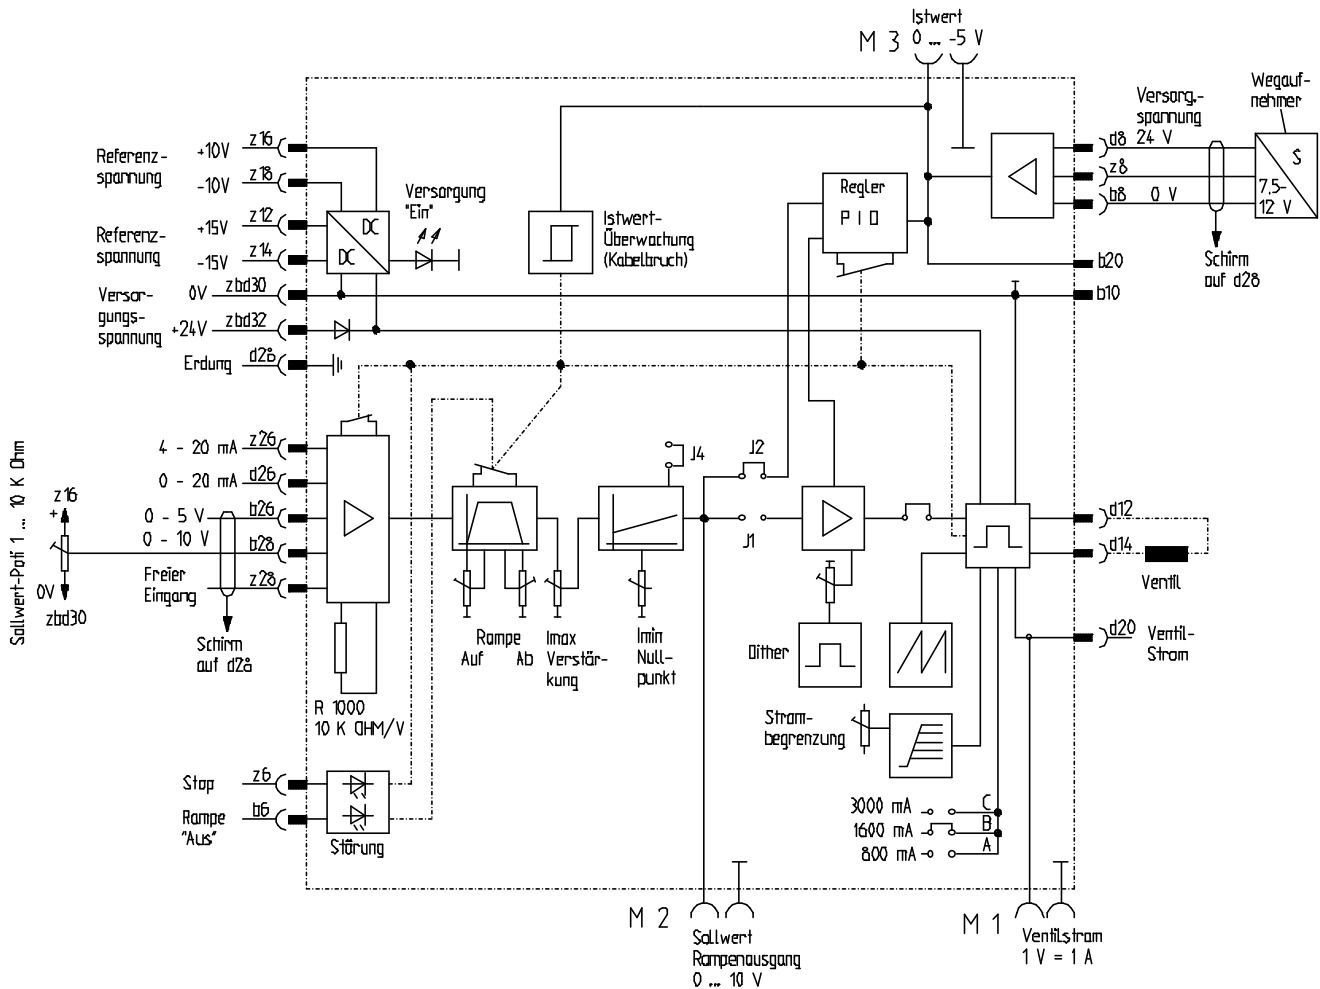 Istwert
M 3 0 ... -5 V
Wegauf-
nehmer
Versorg.-
spannung
d8 24 V
z8
b8 0 V
S
7,5-
12 V
Schirm
auf d28
b20
b10
Referenz-
spannung
+10V z16
-10V z18
Referenz-
spannung
+15V z12
-15V z14
Versor-
gungs-
spannung
0V zbd30
+24V zbd32
Erdung d28
DC
DC
Versorgung
"Ein"
Istwert-
Überwachung
(Kabelbruch)
Regler
P I D
Sollwert-Poti 1 ... 10 K Ohm
z16
+
0V
zbd30
4 - 20 mA z26
0 - 20 mA d26
0 - 5 V b26
0 - 10 V b28
Freier
Eingang
z28
Schirm
auf d28
R 1000
10 K OHM/V
Rampe
Auf Ab
Imax
Verstär-
kung
Imin
Null-
punkt
J4
J2
J1
Dither
Strom-
begrenzung
d12
d14
Ventil
d20
Ventil-
Strom
Stop z6
Rampe
"Aus"
b6
Störung
3000 mA C
1600 mA B
800 mA A
M 2
Sollwert
Rampenausgang
0 ... 10 V
M 1
Ventilstrom
1 V = 1 A